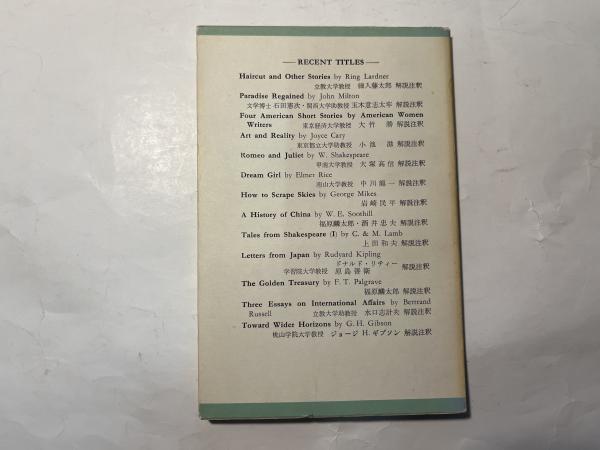 —RECENT TITLES—
Haircut and Other Stories by Ring Lardner
立教大学教授 細入藤太郎 解説注釈
Paradise Regained by John Milton
文学博士 石田憲次・関西大学助教授 玉木意志太牢 解説注釈
Four American Short Stories by American Women
Writers 東京経済大学教授 大竹 勝 解説注釈
Art and Reality by Joyce Cary
東京都立大学助教授 小池 滋 解説注釈
Romeo and Juliet by W. Shakespeare
甲南大学教授 大塚高信 解説注釈
Dream Girl by Elmer Rice
南山大学教授 中川龍一 解説注釈
How to Scrape Skies by George Mikes
岩崎民平 解説注釈
A History of China by W. E. Soothill
福原麟太郎・酒井忠夫 解説注釈
Tales from Shakespeare (I) by C. & M. Lamb
上田和夫 解説注釈
Letters from Japan by Rudyard Kipling
ドナルド・リティー
学習院大学教授 原島善衛 解説注釈
The Golden Treasury by F. T. Palgrave
福原麟太郎 解説注釈
Three Essays on International Affairs by Bertrand
Russell 立教大学助教授 水口志計夫 解説注釈
Toward Wider Horizons by G. H. Gibson
桃山学院大学教授 ジョージ H. ギブソン 解説注釈